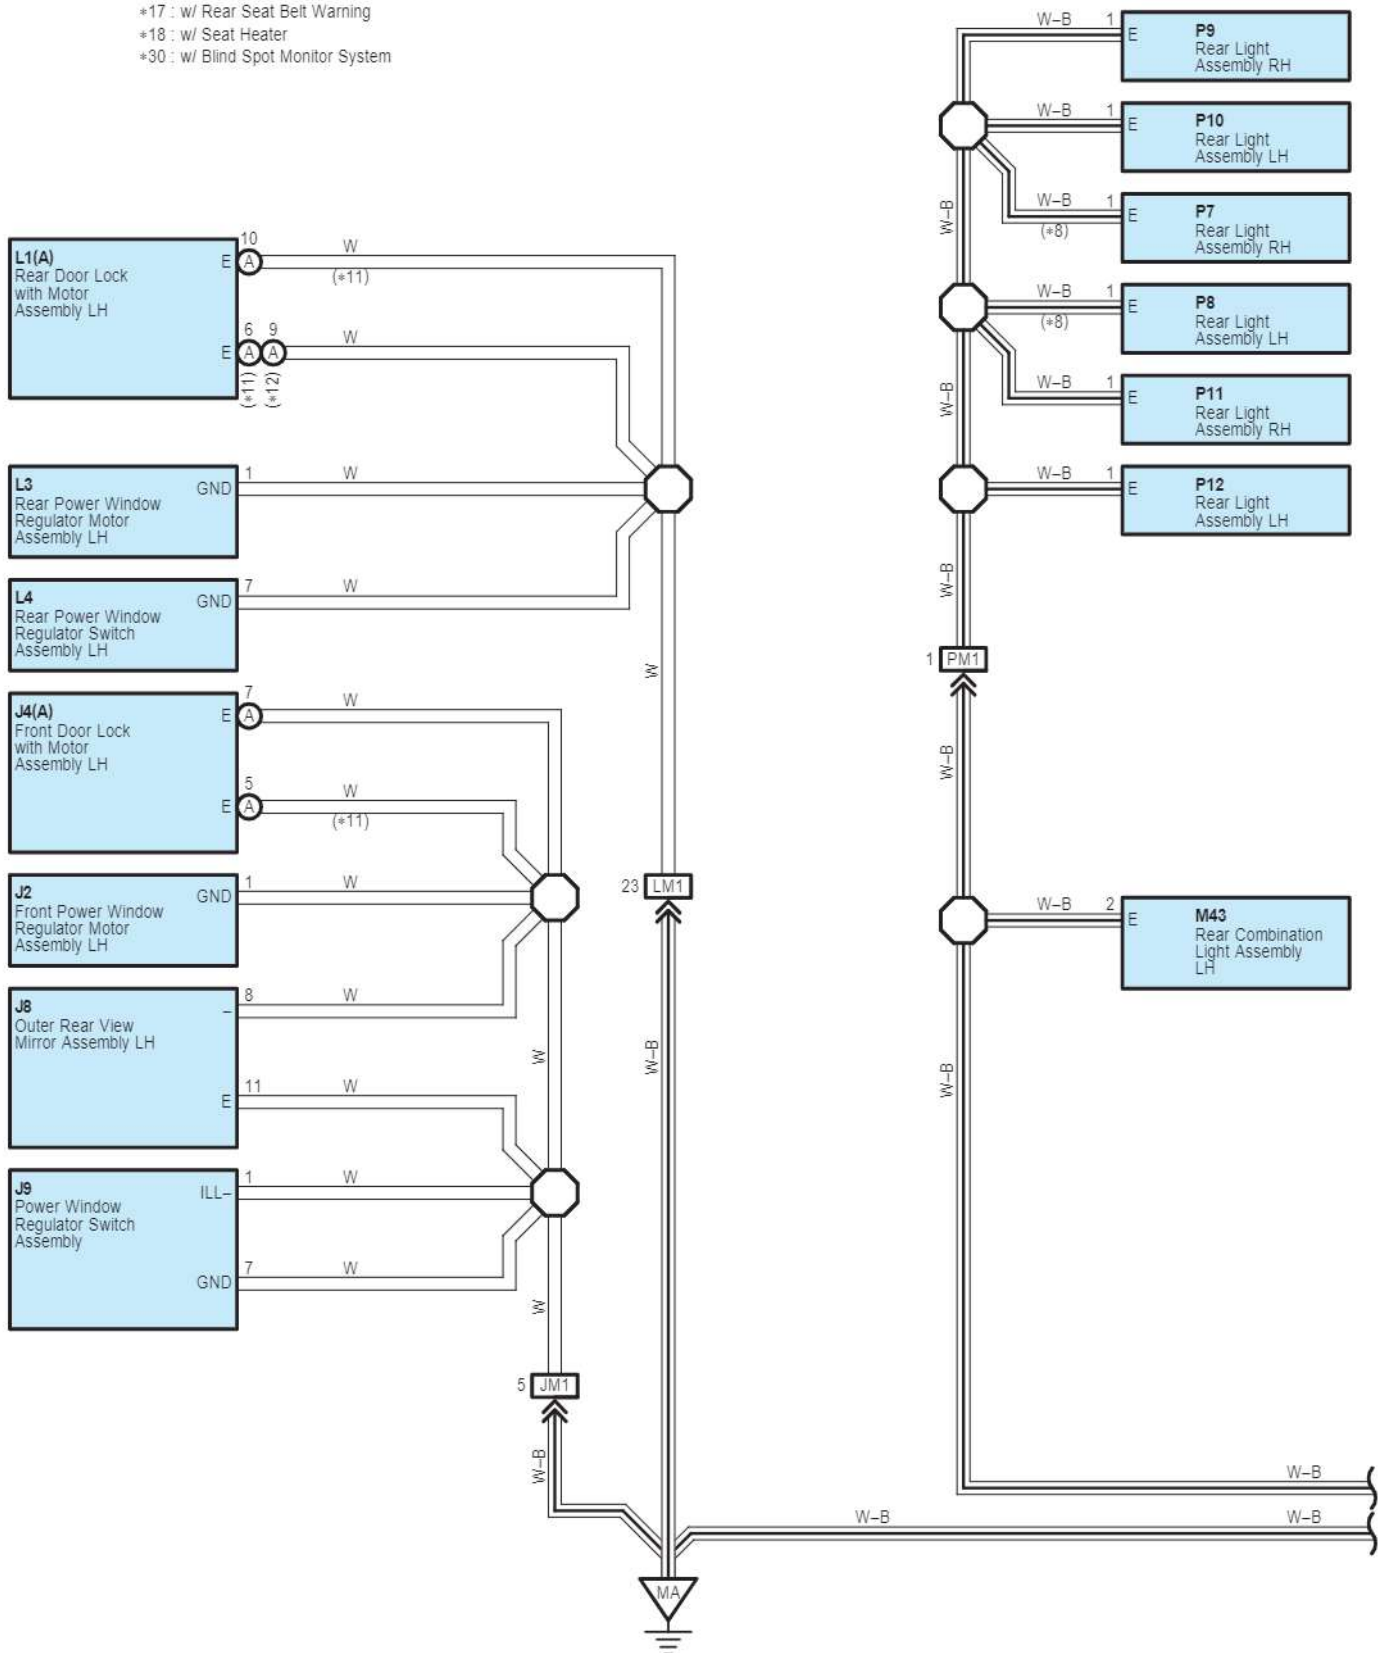 ∗17 : w/ Rear Seat Belt Warning
∗18 : w/ Seat Heater
∗30 : w/ Blind Spot Monitor System
L1(A)
Rear Door Lock
with Motor
Assembly LH
E
10
A
W
(∗11)
E
6
A
(∗11)
9
A
(∗12)
W
L3
Rear Power Window
Regulator Motor
Assembly LH
GND
1
W
L4
Rear Power Window
Regulator Switch
Assembly LH
GND
7
W
J4(A)
Front Door Lock
with Motor
Assembly LH
E
7
A
W
E
5
A
W
(∗11)
J2
Front Power Window
Regulator Motor
Assembly LH
GND
1
W
J8
Outer Rear View
Mirror Assembly LH
–
8
W
E
11
W
J9
Power Window
Regulator Switch
Assembly
ILL–
1
W
GND
7
W
W
W
5
JM1
W–B
W
23
LM1
W–B
MA
W–B
W–B
W–B
1
E
P9
Rear Light
Assembly RH
W–B
1
E
P10
Rear Light
Assembly LH
W–B
1
(∗8)
E
P7
Rear Light
Assembly RH
W–B
W–B
1
(∗8)
E
P8
Rear Light
Assembly LH
W–B
1
E
P11
Rear Light
Assembly RH
W–B
W–B
1
E
P12
Rear Light
Assembly LH
W–B
1
PM1
W–B
W–B
2
E
M43
Rear Combination
Light Assembly
LH
W–B
W–B